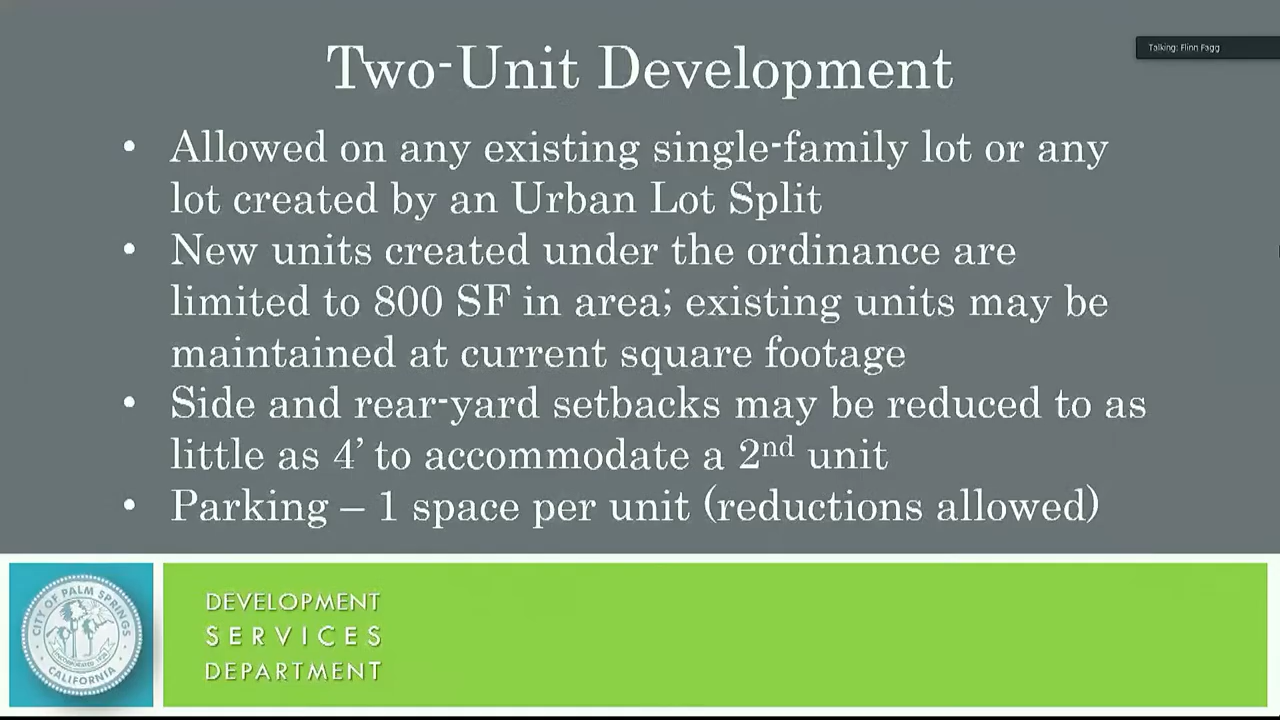 Two-Unit Development
Talking: Flinn Fagg
• Allowed on any existing single-family lot or any
lot created by an Urban Lot Split
• New units created under the ordinance are
limited to 800 SF in area; existing units may be
maintained at current square footage
• Side and rear-yard setbacks may be reduced to as
little as 4’ to accommodate a 2nd unit
• Parking – 1 space per unit (reductions allowed)
CITY OF PALM SPRINGS
CALIFORNIA
DEVELOPMENT
SERVICES
DEPARTMENT